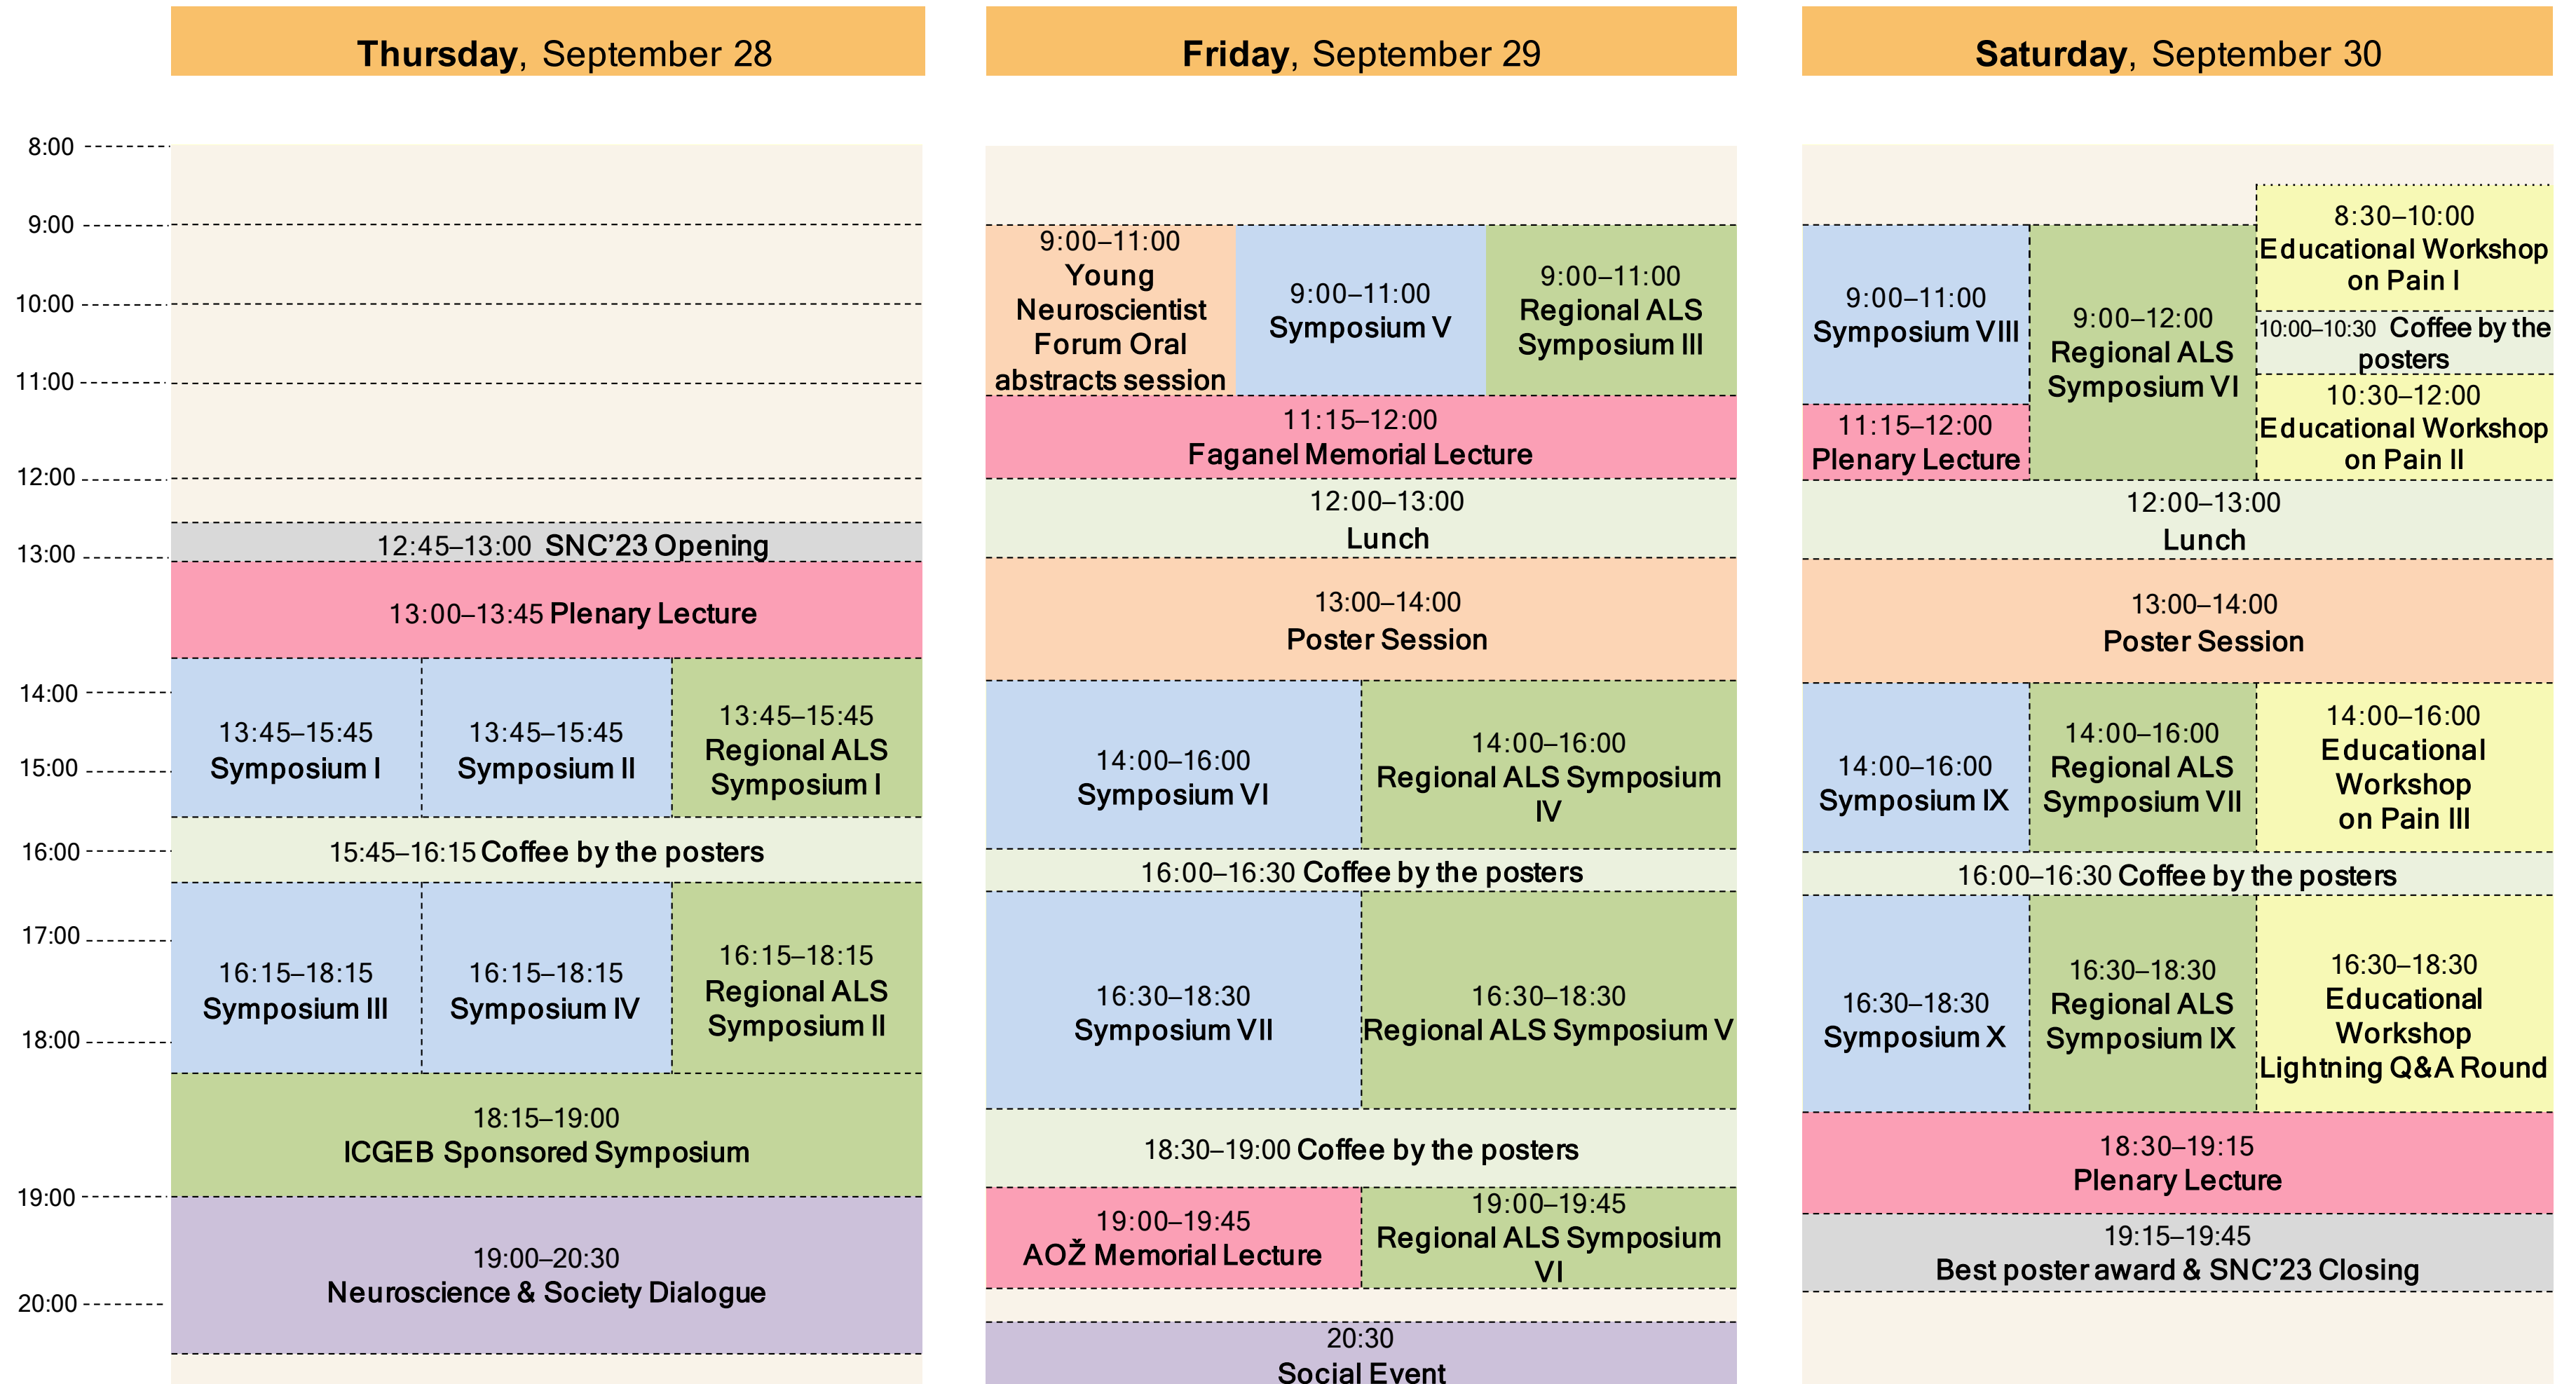 Thursday, September 28
Friday, September 29
Saturday, September 30
8:00
9:00
10:00
11:00
12:00
13:00
14:00
15:00
16:00
17:00
18:00
19:00
20:00
12:45–13:00 SNC’23 Opening
13:00–13:45 Plenary Lecture
13:45–15:45
Symposium I
13:45–15:45
Symposium II
13:45–15:45
Regional ALS
Symposium I
15:45–16:15 Coffee by the posters
16:15–18:15
Symposium III
16:15–18:15
Symposium IV
16:15–18:15
Regional ALS
Symposium II
18:15–19:00
ICGEB Sponsored Symposium
19:00–20:30
Neuroscience & Society Dialogue
9:00–11:00
Young
Neuroscientist
Forum Oral
abstracts session
9:00–11:00
Symposium V
9:00–11:00
Regional ALS
Symposium III
11:15–12:00
Faganel Memorial Lecture
12:00–13:00
Lunch
13:00–14:00
Poster Session
14:00–16:00
Symposium VI
14:00–16:00
Regional ALS Symposium
IV
16:00–16:30 Coffee by the posters
16:30–18:30
Symposium VII
16:30–18:30
Regional ALS Symposium V
18:30–19:00 Coffee by the posters
19:00–19:45
AOŽ Memorial Lecture
19:00–19:45
Regional ALS Symposium
VI
20:30
Social Event
9:00–11:00
Symposium VIII
11:15–12:00
Plenary Lecture
9:00–12:00
Regional ALS
Symposium VI
8:30–10:00
Educational Workshop
on Pain I
10:00–10:30 Coffee by the
posters
10:30–12:00
Educational Workshop
on Pain II
12:00–13:00
Lunch
13:00–14:00
Poster Session
14:00–16:00
Symposium IX
14:00–16:00
Regional ALS
Symposium VII
14:00–16:00
Educational
Workshop
on Pain III
16:00–16:30 Coffee by the posters
16:30–18:30
Symposium X
16:30–18:30
Regional ALS
Symposium IX
16:30–18:30
Educational
Workshop
Lightning Q&A Round
18:30–19:15
Plenary Lecture
19:15–19:45
Best poster award & SNC’23 Closing